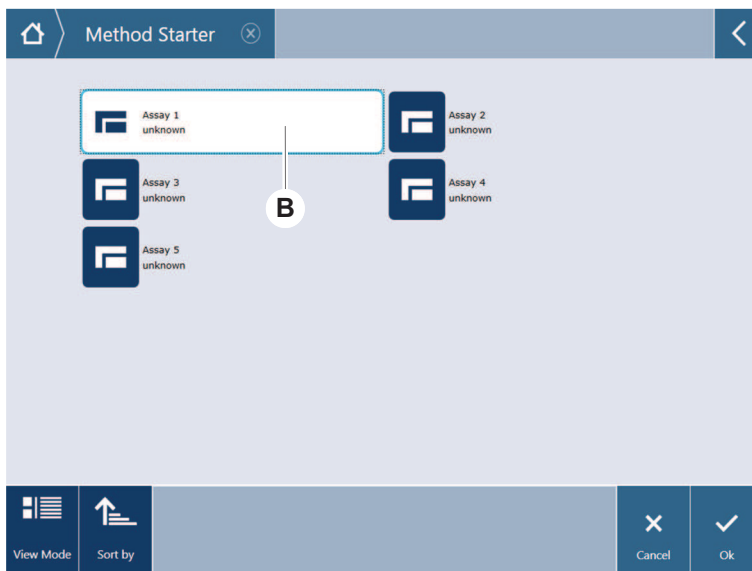 Method Starter
Assay 1
unknown
Assay 2
unknown
Assay 3
unknown
Assay 4
unknown
Assay 5
unknown
B
View Mode
Sort by
Cancel
Ok